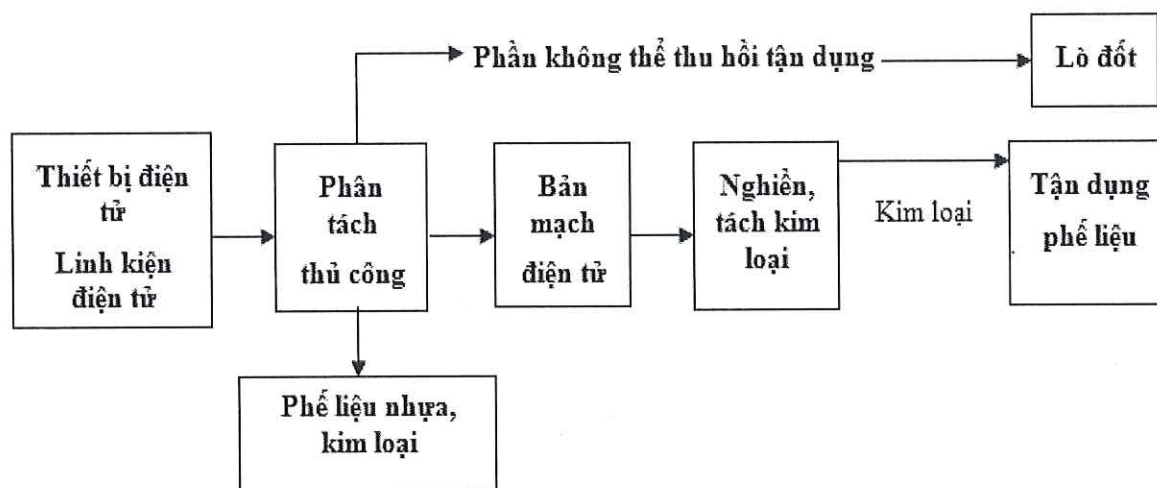 Phần không thể thu hồi tận dụng
Lò đốt
Thiết bị điện
tử
Linh kiện
điện tử
Phân
tách
thủ công
Bản
mạch
điện tử
Nghiền,
tách kim
loại
Kim loại
Tận dụng
phế liệu
Phế liệu nhựa,
kim loại